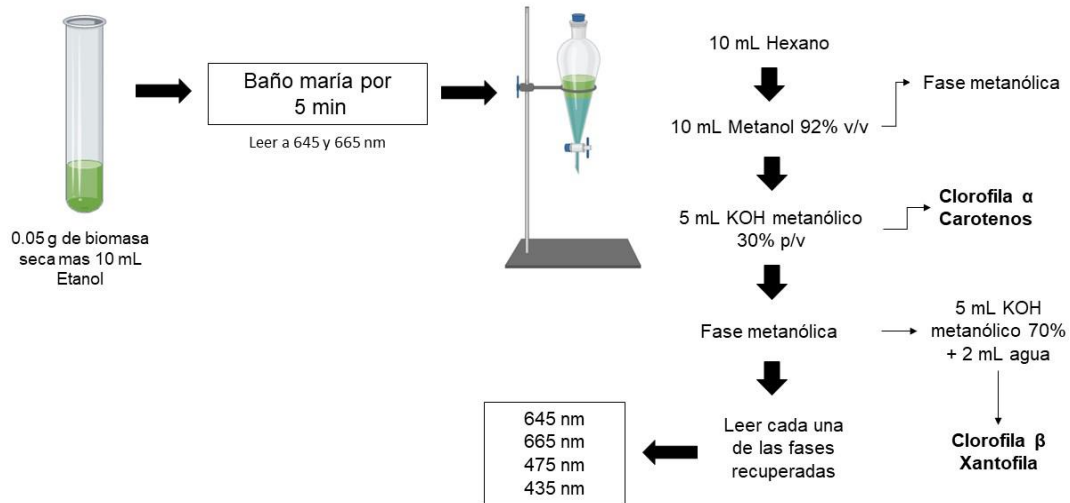 0.05 g de biomasa
seca mas 10 mL
Etanol
Baño maría por
5 min
Leer a 645 y 665 nm
10 mL Hexano
10 mL Metanol 92% v/v
Fase metanólica
5 mL KOH metanólico
30% p/v
Clorofila α
Carotenos
Fase metanólica
5 mL KOH
metanólico 70%
+ 2 mL agua
Clorofila β
Xantofila
Leer cada una
de las fases
recuperadas
645 nm
665 nm
475 nm
435 nm